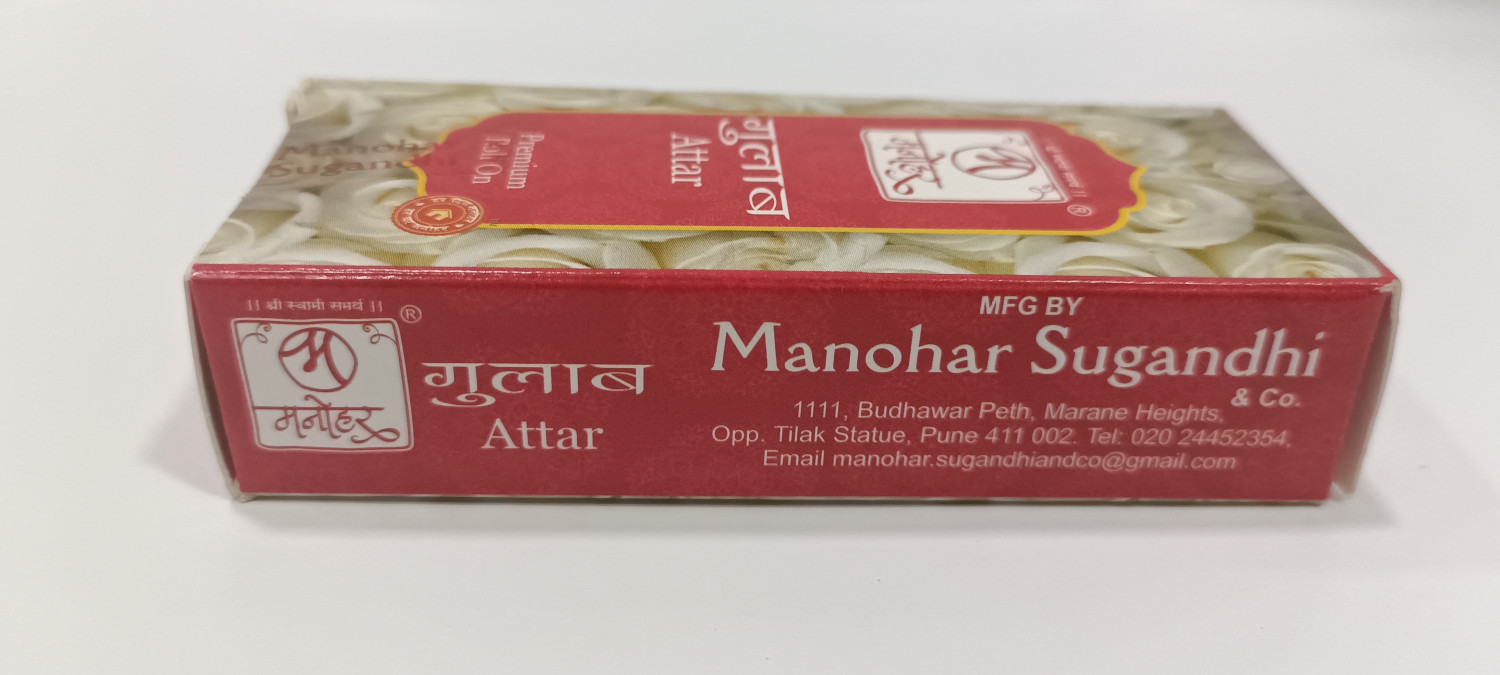 Manohar
Sugandhi
Premium
Roll On
गुलाब
Attar
मनोहर
®
|| श्री स्वामी समर्थ ||
®
मनोहर
गुलाब
Attar
MFG BY
Manohar Sugandhi
& Co.
1111, Budhawar Peth, Marane Heights,
Opp. Tilak Statue, Pune 411 002. Tel: 020 24452354,
Email manohar.sugandhiandco@gmail.com